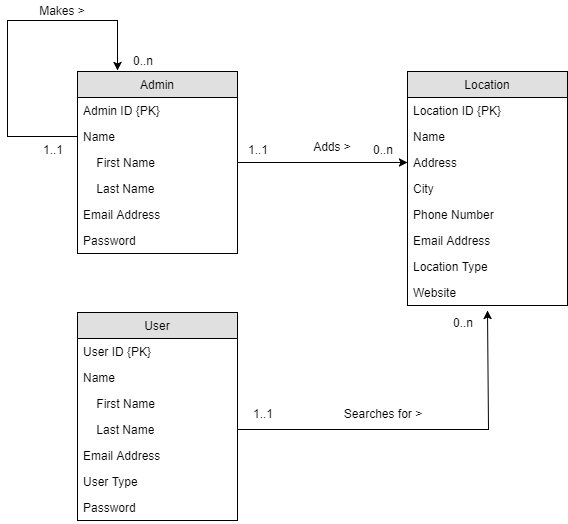 Makes >
0..n
Admin
Admin ID {PK}
Name
First Name
Last Name
Email Address
Password
1..1
1..1
Adds >
0..n
Location
Location ID {PK}
Name
Address
City
Phone Number
Email Address
Location Type
Website
0..n
User
User ID {PK}
Name
First Name
Last Name
Email Address
User Type
Password
1..1
Searches for >